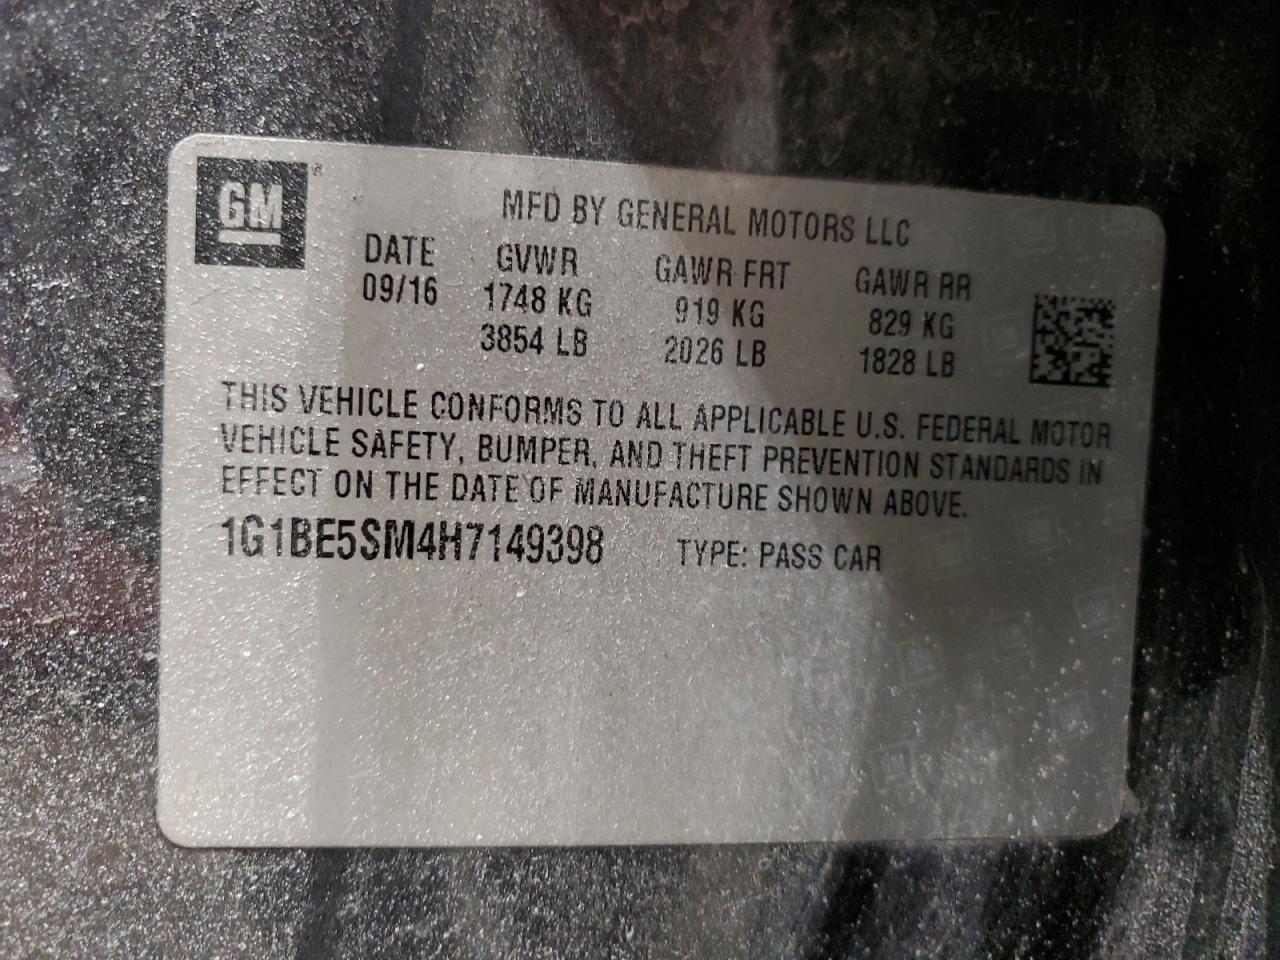 GM ®
MFD BY GENERAL MOTORS LLC
DATE GVWR GAWR FRT GAWR RR
09/16 1748 KG 919 KG 829 KG
3854 LB 2026 LB 1828 LB
THIS VEHICLE CONFORMS TO ALL APPLICABLE U.S. FEDERAL MOTOR
VEHICLE SAFETY, BUMPER, AND THEFT PREVENTION STANDARDS IN
EFFECT ON THE DATE OF MANUFACTURE SHOWN ABOVE.
1G1BE5SM4H7149398 TYPE: PASS CAR